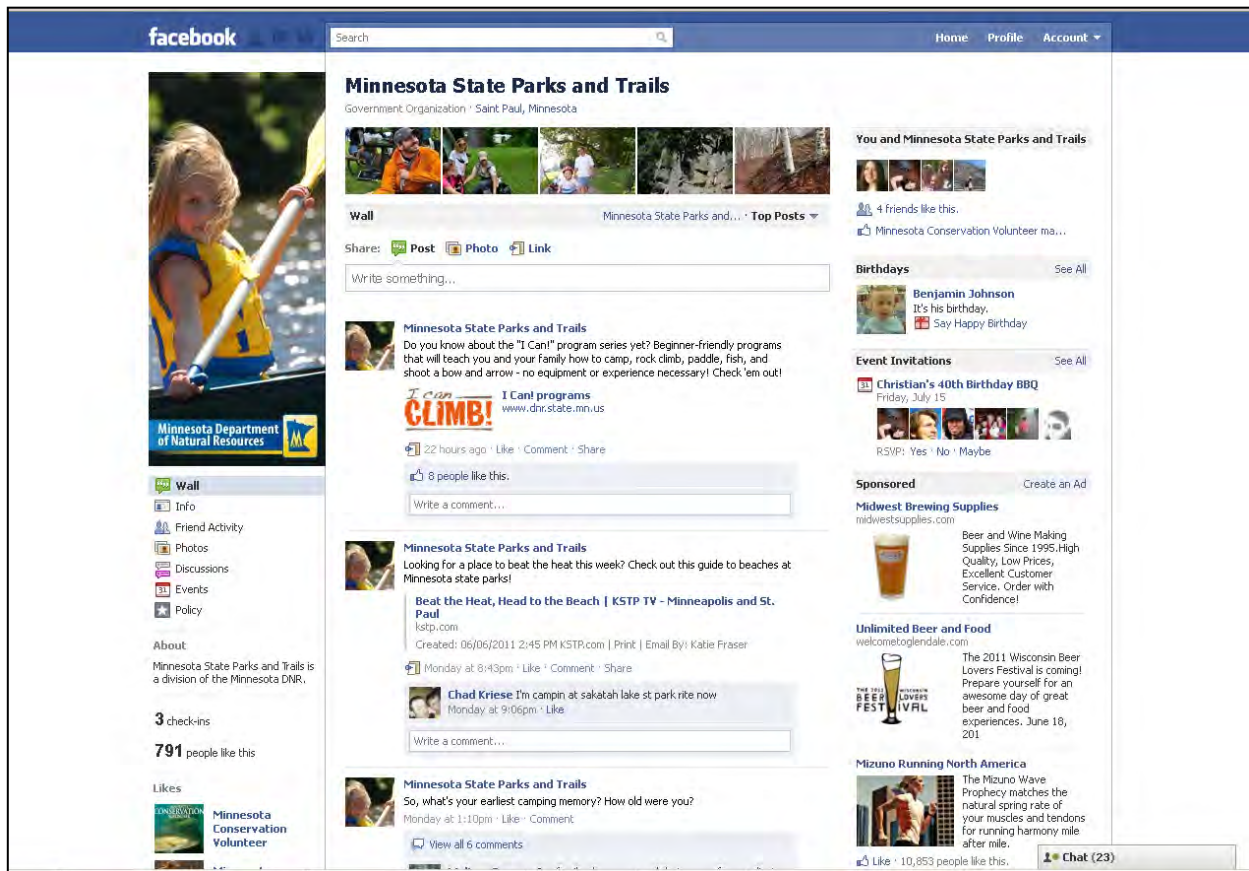 facebook
Search
Home Profile Account
Minnesota Department
of Natural Resources
Wall
Info
Friend Activity
Photos
Discussions
31 Events
Policy
About
Minnesota State Parks and Trails is
a division of the Minnesota DNR.
3 check-ins
791 people like this
Likes
Minnesota
Conservation
Volunteer
Minnesota State Parks and Trails
Government Organization · Saint Paul, Minnesota
Wall Minnesota State Parks and... · Top Posts
Share: Post Photo Link
Write something...
Minnesota State Parks and Trails
Do you know about the "I Can!" program series yet? Beginner-friendly programs
that will teach you and your family how to camp, rock climb, paddle, fish, and
shoot a bow and arrow - no equipment or experience necessary! Check 'em out!
I can
CLIMB!
I Can! programs
www.dnr.state.mn.us
22 hours ago · Like · Comment · Share
8 people like this.
Write a comment...
Minnesota State Parks and Trails
Looking for a place to beat the heat this week? Check out this guide to beaches at
Minnesota state parks!
Beat the Heat, Head to the Beach | KSTP TV - Minneapolis and St.
Paul
kstp.com
Created: 06/06/2011 2:45 PM KSTP.com | Print | Email By: Katie Fraser
Monday at 8:43pm · Like · Comment · Share
Chad Kriese I'm campin at sakatah lake st park rite now
Monday at 9:06pm · Like
Write a comment...
Minnesota State Parks and Trails
So, what's your earliest camping memory? How old were you?
Monday at 1:10pm · Like · Comment
View all 6 comments
You and Minnesota State Parks and Trails
4 friends like this.
Minnesota Conservation Volunteer ma...
Birthdays See All
Benjamin Johnson
It's his birthday.
Say Happy Birthday
Event Invitations See All
31 Christian's 40th Birthday BBQ
Friday, July 15
RSVP: Yes · No · Maybe
Sponsored Create an Ad
Midwest Brewing Supplies
midwestsupplies.com
Beer and Wine Making
Supplies Since 1995.High
Quality, Low Prices,
Excellent Customer
Service. Order with
Confidence!
Unlimited Beer and Food
welcometoglendale.com
THE 2011 WISCONSIN
BEER LOVERS
FESTIVAL
The 2011 Wisconsin Beer
Lovers Festival is coming!
Prepare yourself for an
awesome day of great
beer and food
experiences. June 18,
201
Mizuno Running North America
The Mizuno Wave
Prophecy matches the
natural spring rate of
your muscles and tendons
for running harmony mile
after mile.
Like · 10,853 people like this.
Chat (23)